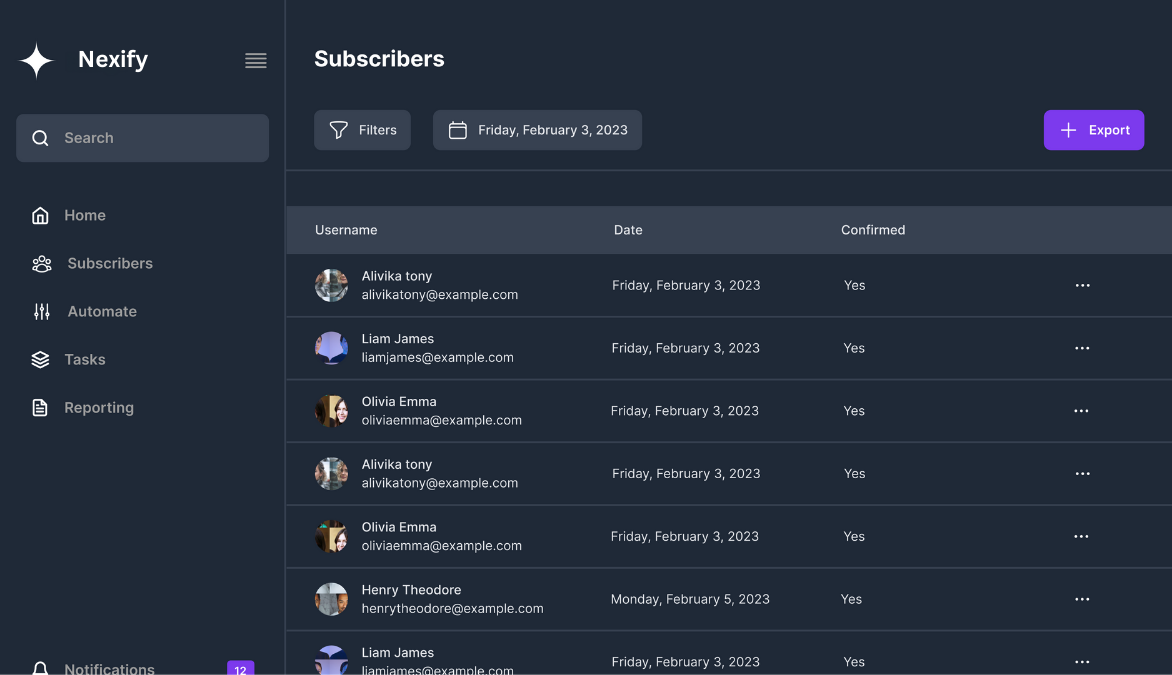 Nexify
Search
Home
Subscribers
Automate
Tasks
Reporting
Notifications
12
Subscribers
Filters
Friday, February 3, 2023
Export
Username Date Confirmed
Alivika tony
alivikatony@example.com
Friday, February 3, 2023
Yes
Liam James
liamjames@example.com
Friday, February 3, 2023
Yes
Olivia Emma
oliviaemma@example.com
Friday, February 3, 2023
Yes
Alivika tony
alivikatony@example.com
Friday, February 3, 2023
Yes
Olivia Emma
oliviaemma@example.com
Friday, February 3, 2023
Yes
Henry Theodore
henrytheodore@example.com
Monday, February 5, 2023
Yes
Liam James
liamjames@example.com
Friday, February 3, 2023
Yes